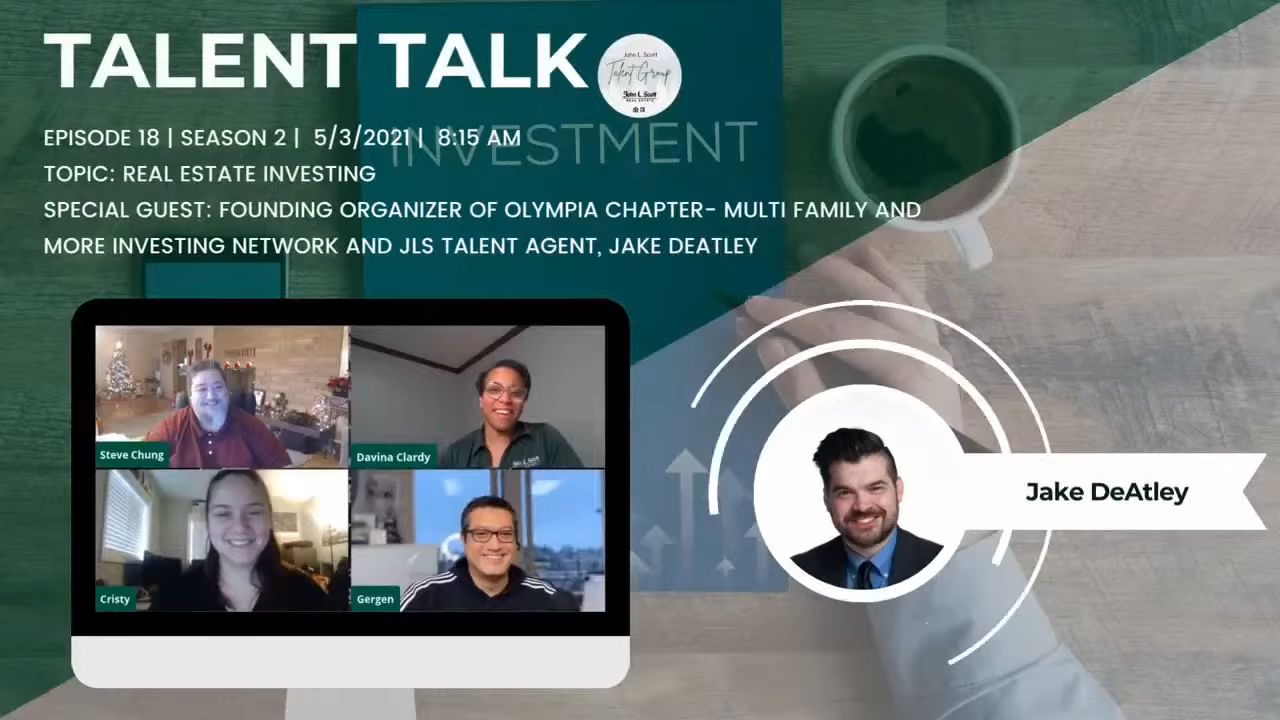 TALENT TALK
John L. Scott
Talent Group
John L. Scott
REAL ESTATE
INVESTMENT
EPISODE 18 | SEASON 2 | 5/3/2021 | 8:15 AM
TOPIC: REAL ESTATE INVESTING
SPECIAL GUEST: FOUNDING ORGANIZER OF OLYMPIA CHAPTER- MULTI FAMILY AND
MORE INVESTING NETWORK AND JLS TALENT AGENT, JAKE DEATLEY
Steve Chung
Davina Clardy
Cristy
Gergen
Jake DeAtley